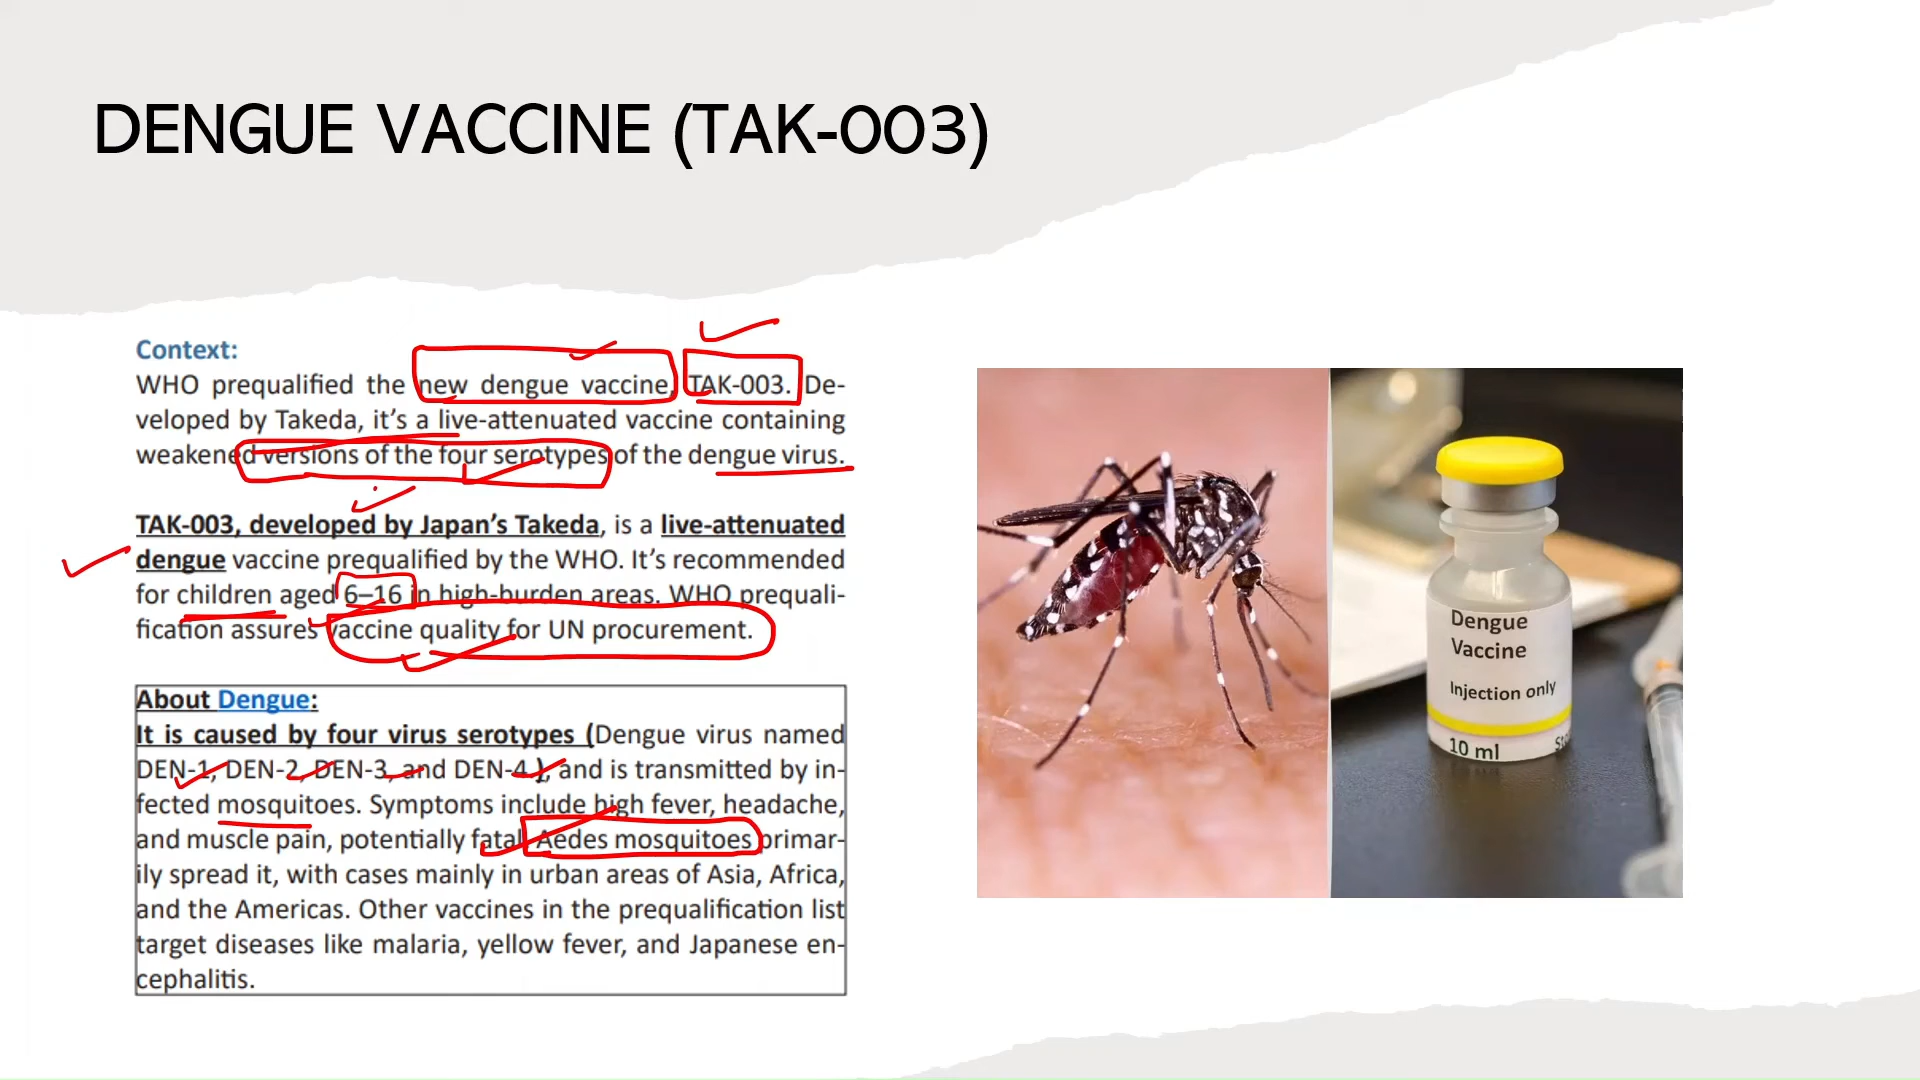 DENGUE VACCINE (TAK-003)
Context:
WHO prequalified the new dengue vaccine, TAK-003. De-
veloped by Takeda, it's a live-attenuated vaccine containing
weakened versions of the four serotypes of the dengue virus.
TAK-003, developed by Japan's Takeda, is a live-attenuated
dengue vaccine prequalified by the WHO. It's recommended
for children aged 6–16 in high-burden areas. WHO prequali-
fication assures vaccine quality for UN procurement.
About Dengue:
It is caused by four virus serotypes (Dengue virus named
DEN-1, DEN-2, DEN-3, and DEN-4 ), and is transmitted by in-
fected mosquitoes. Symptoms include high fever, headache,
and muscle pain, potentially fatal. Aedes mosquitoes primar-
ily spread it, with cases mainly in urban areas of Asia, Africa,
and the Americas. Other vaccines in the prequalification list
target diseases like malaria, yellow fever, and Japanese en-
cephalitis.
Dengue
Vaccine
Injection only
10 ml